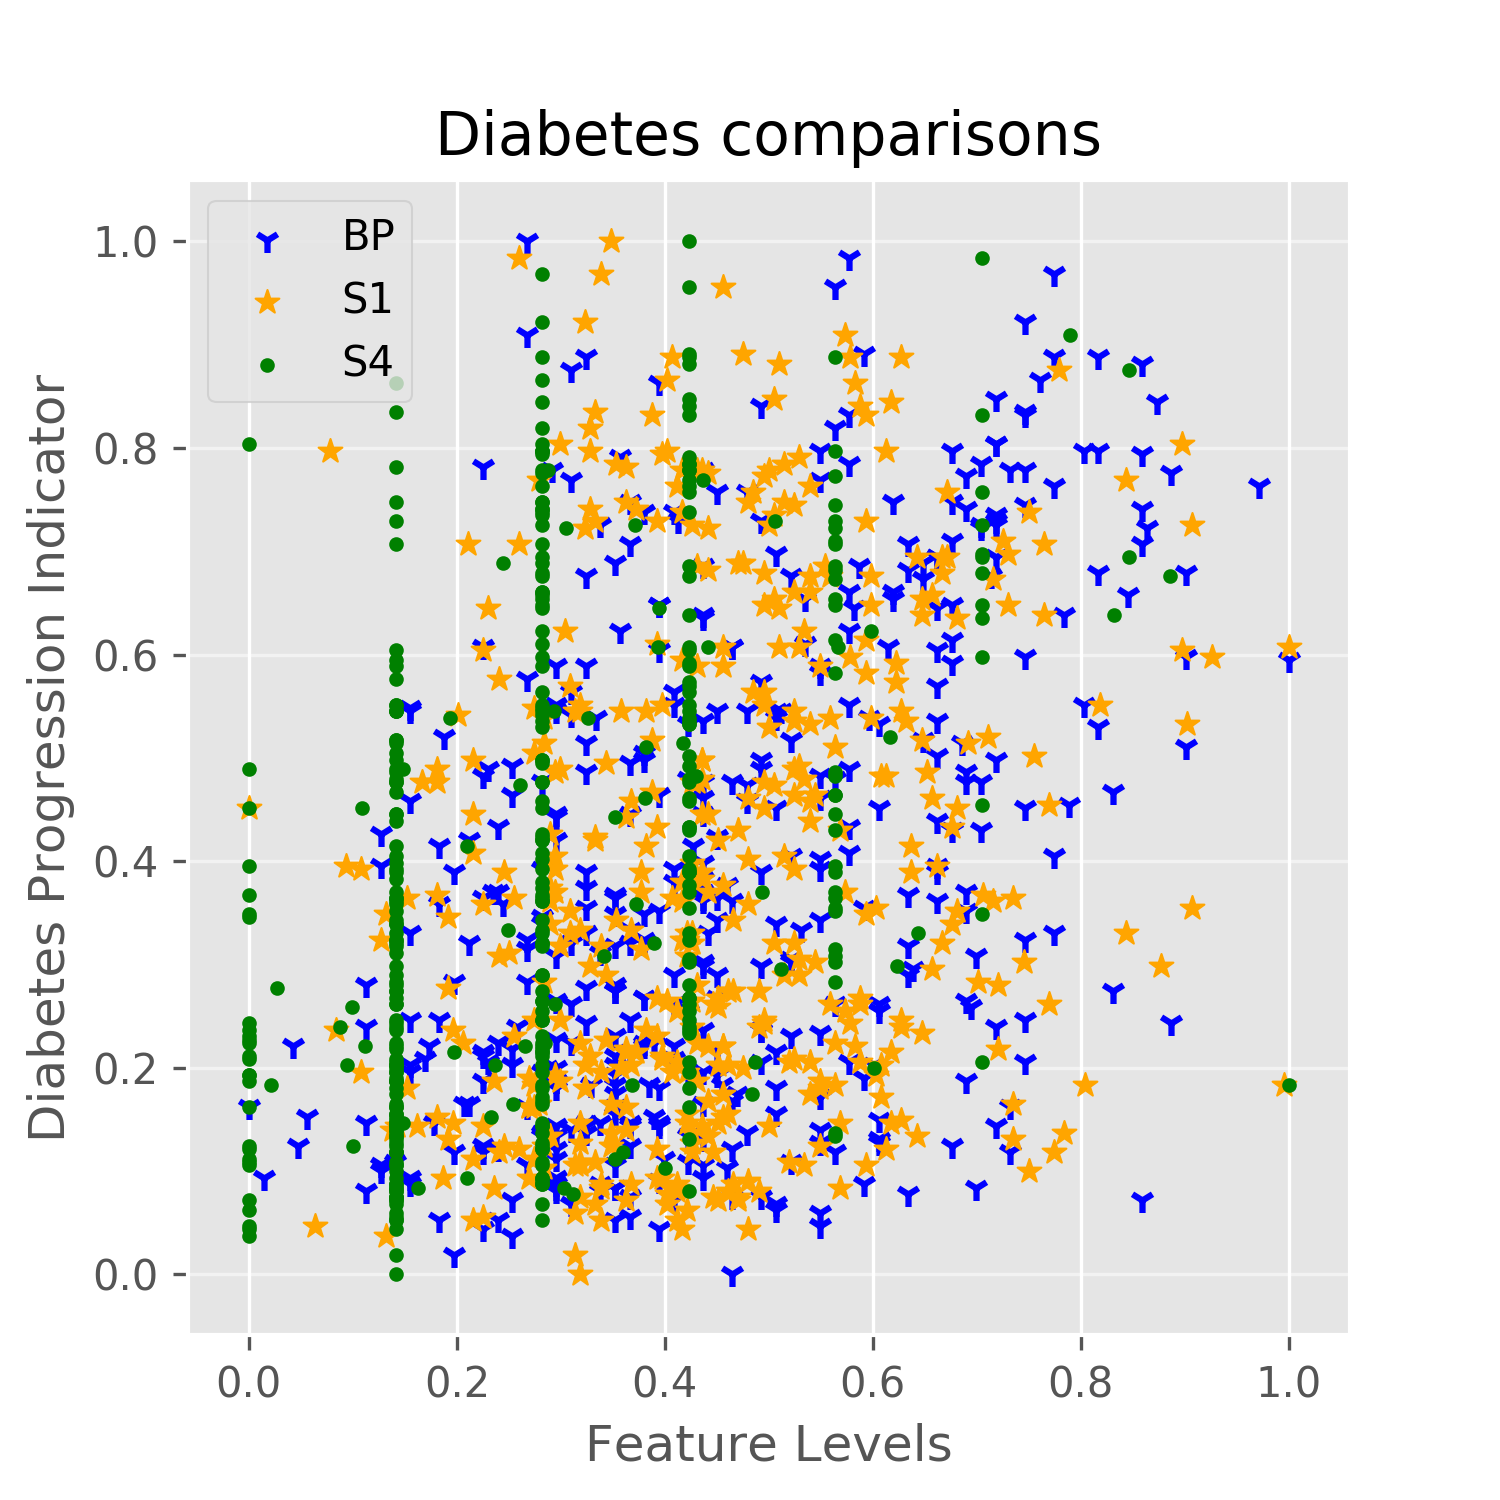 Diabetes comparisons
BP
S1
S4
Diabetes Progression Indicator
1.0
0.8
0.6
0.4
0.2
0.0
0.0 0.2 0.4 0.6 0.8 1.0
Feature Levels